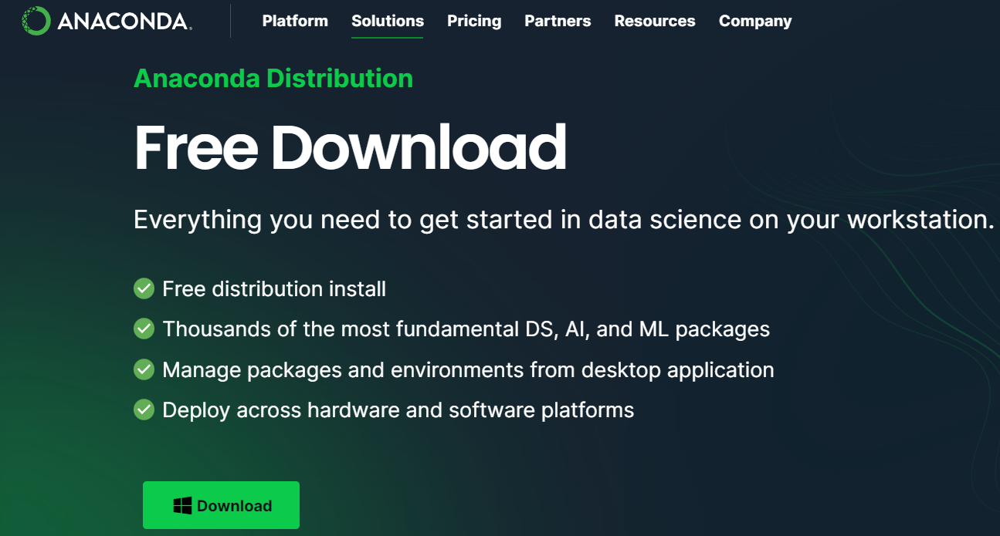 ANACONDA.
Platform Solutions Pricing Partners Resources Company
Anaconda Distribution
Free Download
Everything you need to get started in data science on your workstation.
Free distribution install
Thousands of the most fundamental DS, AI, and ML packages
Manage packages and environments from desktop application
Deploy across hardware and software platforms
Download